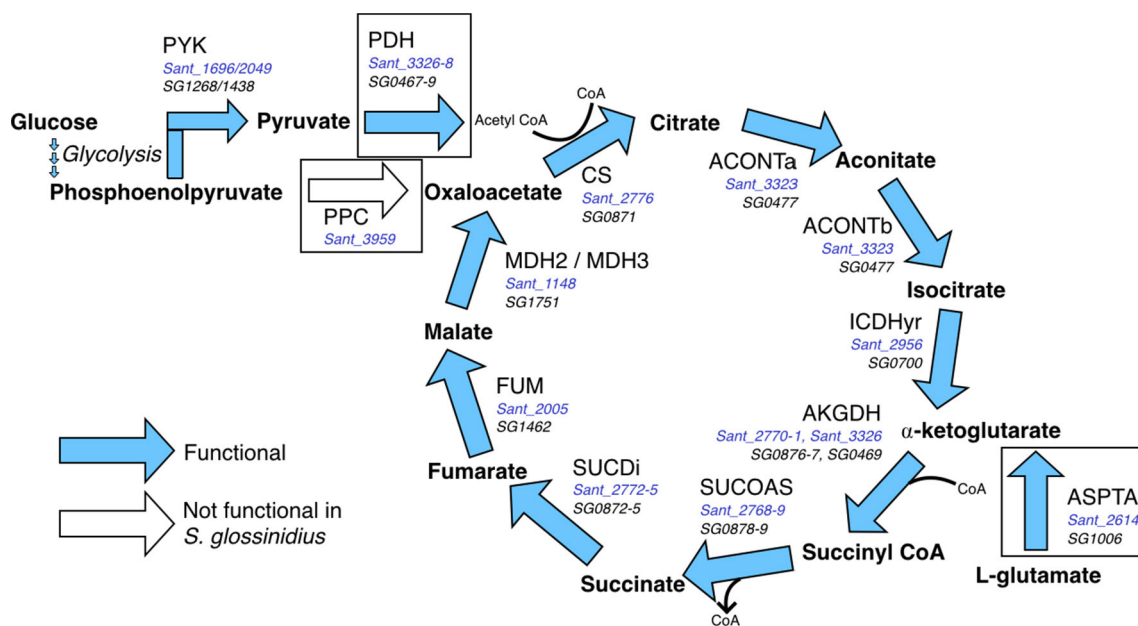 PYK
Sant_1696/2049
SG1268/1438
PDH
Sant_3326-8
SG0467-9
Glucose
Glycolysis
Phosphoenolpyruvate
Pyruvate
Acetyl CoA
CoA
Oxaloacetate
PPC
Sant_3959
CS
Sant_2776
SG0871
Citrate
ACONTa
Sant_3323
SG0477
Aconitate
ACONTb
Sant_3323
SG0477
Isocitrate
ICDHyr
Sant_2956
SG0700
MDH2 / MDH3
Sant_1148
SG1751
Malate
FUM
Sant_2005
SG1462
Fumarate
SUCDi
Sant_2772-5
SG0872-5
Succinate
SUCOAS
Sant_2768-9
SG0878-9
CoA
AKGDH
Sant_2770-1, Sant_3326
SG0876-7, SG0469
α-ketoglutarate
CoA
Succinyl CoA
ASPTA
Sant_2614
SG1006
L-glutamate
Functional
Not functional in
S. glossinidius